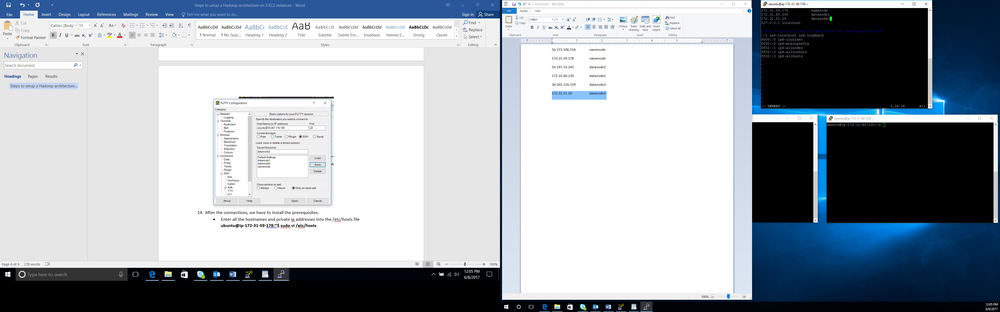 Steps to setup a Hadoop architecture on 3 EC2 instances - Word
File Home Insert Design Layout References Mailings Review View Tell me what you want to do... Sign in Share
Paste
Cut
Copy
Format Painter
Clipboard
Calibri (Body) 11
Font
Paragraph
AaBbCcDd AaBbCcDd AaBbCc AaBbCcD AaB AaBbCcD AaBbCcDd AaBbCcDd AaBbCcDd AaBbCcDc AaBbCcDd
¶ Normal ¶ No Spac... Heading 1 Heading 2 Title Subtitle Subtle Em... Emphasis Intense E... Strong Quote
Styles
Find
Replace
Select
Editing
Navigation
Search document
Headings Pages Results
Steps to setup a Hadoop architecture...
PuTTY Configuration
Category:
Session
Logging
Terminal
Keyboard
Bell
Features
Window
Appearance
Behaviour
Translation
Selection
Colours
Connection
Data
Proxy
Telnet
Rlogin
SSH
Kex
Host keys
Cipher
Auth
TTY
X11
Basic options for your PuTTY session
Specify the destination you want to connect to
Host Name (or IP address) Port
ubuntu@34.201.116.159 22
Connection type:
Raw Telnet Rlogin SSH Serial
Load, save or delete a stored session
Saved Sessions
datanode2
Default Settings
datanode1
datanode2
namenode
Load
Save
Delete
Close window on exit:
Always Never Only on clean exit
About Help Open Cancel
14. After the connections, we have to install the prerequisites.
• Enter all the hostnames and private ip addresses into the /etc/hosts file
ubuntu@ip-172-31-59-178:~$ sudo vi /etc/hosts
Page 6 of 6 278 words
100%
Type here to search
12:05 PM
6/8/2017
Document - WordPad
File Home View
Paste
Cut
Copy
Clipboard
Calibri 11
Font
Paragraph
Picture
Paint drawing
Date and time
Insert object
Insert
Find
Replace
Select all
Editing
1 1 2 3 4 5 7
54.173.106.154 namenode
172.31.59.178 namenode
54.197.14.245 datanode1
172.31.60.230 datanode1
34.201.116.159 datanode2
172.31.51.29 datanode2
100%
ubuntu@ip-172-31-59-178: ~
172.31.59.178 namenode
172.31.60.230 datanode1
172.31.51.29 datanode2
127.0.0.1 localhost
# The following lines are desirable for IPv6 capable hosts
::1 ip6-localhost ip6-loopback
fe00::0 ip6-localnet
ff00::0 ip6-mcastprefix
ff02::1 ip6-allnodes
ff02::2 ip6-allrouters
ff02::3 ip6-allhosts
~
~
~
~
~
~
~
~
~
~
~
-- INSERT -- 3,24-34 All
ubuntu@ip-172-31-60-230: ~
ubuntu@ip-172-31-60-230:~$
12:05 PM
6/8/2017